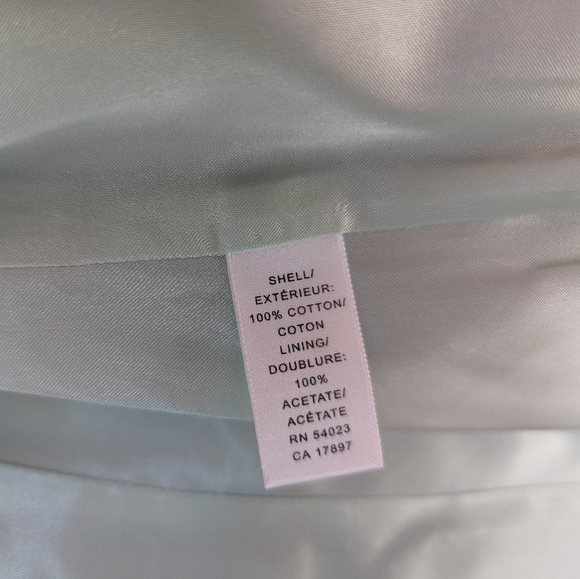 SHELL/
EXTÉRIEUR:
100% COTTON/
COTON
LINING/
DOUBLURE:
100%
ACETATE/
ACÉTATE
RN 54023
CA 17897